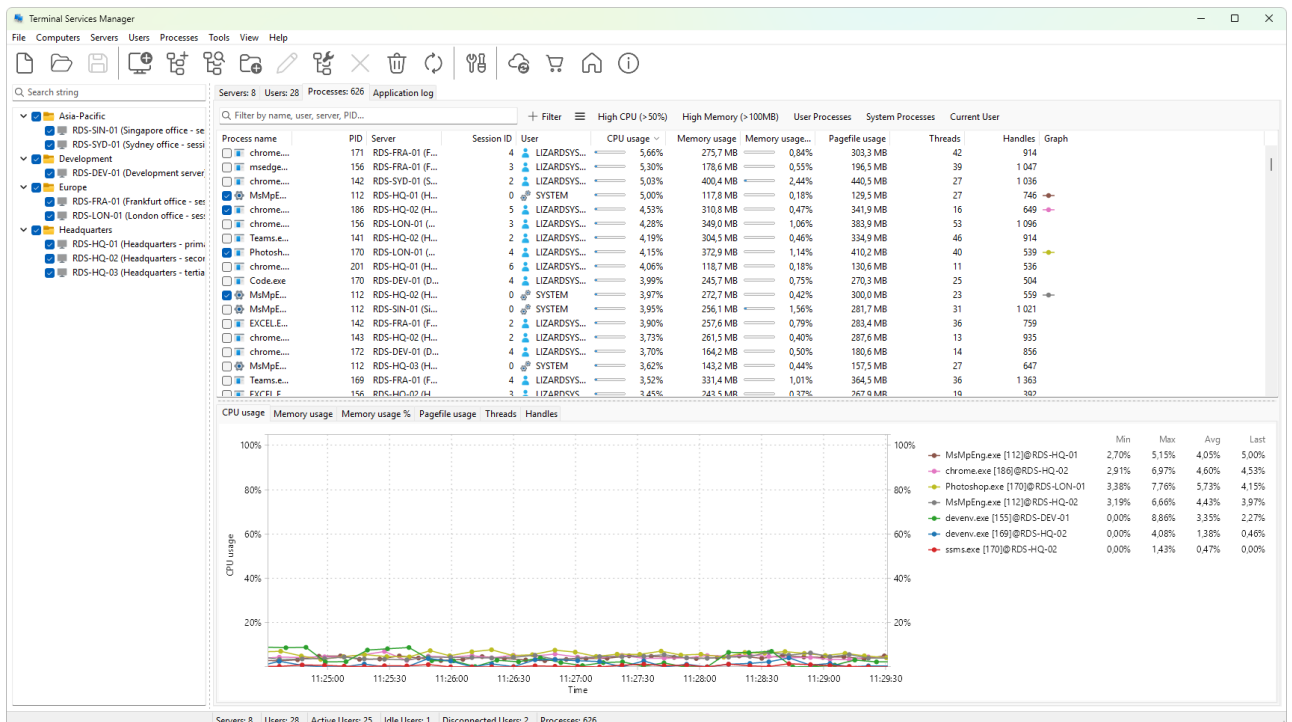 Terminal Services Manager
File Computers Servers Users Processes Tools View Help
Search string
Asia-Pacific
RDS-SIN-01 (Singapore office - se
RDS-SYD-01 (Sydney office - sessi
Development
RDS-DEV-01 (Development server
Europe
RDS-FRA-01 (Frankfurt office - ses
RDS-LON-01 (London office - sess
Headquarters
RDS-HQ-01 (Headquarters - prima
RDS-HQ-02 (Headquarters - secor
RDS-HQ-03 (Headquarters - tertia
Servers: 8 Users: 28 Processes: 626 Application log
Filter by name, user, server, PID... Filter High CPU (>50%) High Memory (>100MB) User Processes System Processes Current User
Process name PID Server Session ID User CPU usage Memory usage Memory usage... Pagefile usage Threads Handles Graph
chrome.... 171 RDS-FRA-01 (F... 4 LIZARDSYS... 5,66% 275,7 MB 0,84% 303,3 MB 42 914
msedge.... 156 RDS-FRA-01 (F... 3 LIZARDSYS... 5,30% 178,6 MB 0,55% 196,5 MB 39 1 047
chrome.... 142 RDS-SYD-01 (S... 2 LIZARDSYS... 5,03% 400,4 MB 2,44% 440,5 MB 27 1 036
MsMpE... 112 RDS-HQ-01 (H... 0 SYSTEM 5,00% 117,8 MB 0,18% 129,5 MB 27 746
chrome.... 186 RDS-HQ-02 (H... 5 LIZARDSYS... 4,53% 310,8 MB 0,47% 341,9 MB 16 649
chrome.... 156 RDS-LON-01 (... 3 LIZARDSYS... 4,28% 349,0 MB 1,06% 383,9 MB 53 1 096
Teams.e... 141 RDS-HQ-02 (H... 2 LIZARDSYS... 4,19% 304,5 MB 0,46% 334,9 MB 46 914
Photosh... 170 RDS-LON-01 (... 4 LIZARDSYS... 4,15% 372,9 MB 1,14% 410,2 MB 40 539
chrome.... 201 RDS-HQ-01 (H... 6 LIZARDSYS... 4,06% 118,7 MB 0,18% 130,6 MB 11 536
Code.exe 170 RDS-DEV-01 (D... 4 LIZARDSYS... 3,99% 245,7 MB 0,75% 270,3 MB 25 504
MsMpE... 112 RDS-HQ-02 (H... 0 SYSTEM 3,97% 272,7 MB 0,42% 300,0 MB 23 559
MsMpE... 112 RDS-SIN-01 (Si... 0 SYSTEM 3,95% 256,1 MB 1,56% 281,7 MB 31 1 021
EXCEL.E... 142 RDS-FRA-01 (F... 2 LIZARDSYS... 3,90% 257,6 MB 0,79% 283,4 MB 36 759
chrome.... 143 RDS-HQ-02 (H... 2 LIZARDSYS... 3,73% 261,5 MB 0,40% 287,6 MB 13 935
chrome.... 172 RDS-DEV-01 (D... 4 LIZARDSYS... 3,70% 164,2 MB 0,50% 180,6 MB 14 856
MsMpE... 112 RDS-HQ-03 (H... 0 SYSTEM 3,62% 143,2 MB 0,44% 157,5 MB 27 647
Teams.e... 169 RDS-FRA-01 (F... 4 LIZARDSYS... 3,52% 331,4 MB 1,01% 364,5 MB 36 1 363
EXCEL.E... 156 RDS-HQ-02 (H... 3 LIZARDSYS... 3,45% 243,5 MB 0,37% 267,9 MB 19 392
CPU usage Memory usage Memory usage % Pagefile usage Threads Handles
CPU usage
100%
80%
60%
40%
20%
100%
80%
60%
40%
20%
11:25:00 11:25:30 11:26:00 11:26:30 11:27:00 11:27:30 11:28:00 11:28:30 11:29:00 11:29:30
Time
Min Max Avg Last
MsMpEng.exe [112]@RDS-HQ-01 2,70% 5,15% 4,05% 5,00%
chrome.exe [186]@RDS-HQ-02 2,91% 6,97% 4,60% 4,53%
Photoshop.exe [170]@RDS-LON-01 3,38% 7,76% 5,73% 4,15%
MsMpEng.exe [112]@RDS-HQ-02 3,19% 6,66% 4,43% 3,97%
devenv.exe [155]@RDS-DEV-01 0,00% 8,86% 3,35% 2,27%
devenv.exe [169]@RDS-HQ-02 0,00% 4,08% 1,38% 0,46%
ssms.exe [170]@RDS-HQ-02 0,00% 1,43% 0,47% 0,00%
Servers: 8 Users: 28 Active Users: 25 Idle Users: 1 Disconnected Users: 2 Processes: 626